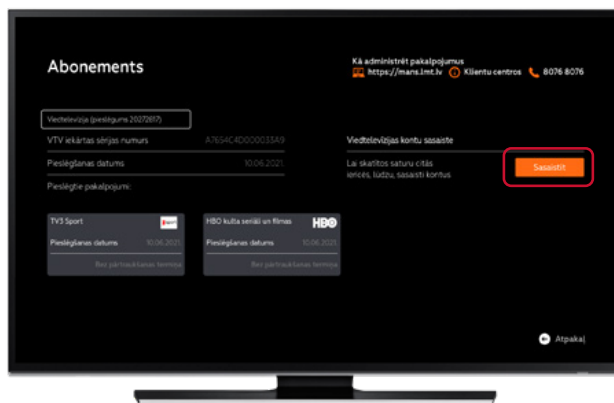 Abonements
Kā administrēt pakalpojumus
https://mans.lmt.lv Klientu centros 8076 8076
Viedtelevīzija (pieslēgums 20272617)
VTV iekārtas sērijas numurs A7654C4D000033A9
Pieslēgšanas datums 10.06.2021.
Pieslēgtie pakalpojumi:
Viedtelevīzijas kontu sasaiste
Lai skatītos saturu citās
ierīcēs, lūdzu, sasaisti kontus
Sasaistīt
TV3 Sport
Pieslēgšanas datums 10.06.2021.
Bez pārtraukšanas termiņa
HBO kulta seriāli un filmas HBO
Pieslēgšanas datums 10.06.2021.
Bez pārtraukšanas termiņa
Atpakaļ